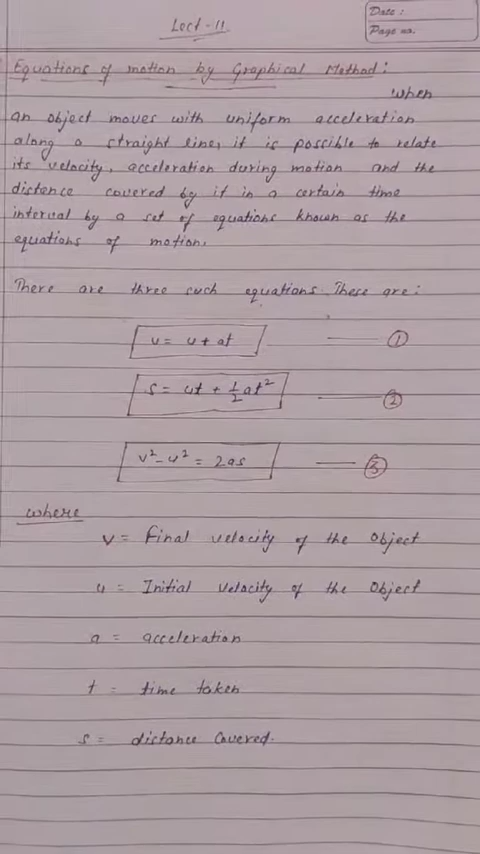 Lect-11
Date :
Page no.
Equations of motion by Graphical Method:
when
an object moves with uniform acceleration
along a straight line, it is possible to relate
its velocity, acceleration during motion and the
distance covered by it in a certain time
interval by a set of equations known as the
equations of motion.
There are three such equations. These are:
v = u + at ①
s = ut + 1/2 at² ②
v² - u² = 2as ③
where
v = Final velocity of the Object
u = Initial velocity of the Object
a = acceleration
t = time taken
s = distance Covered.